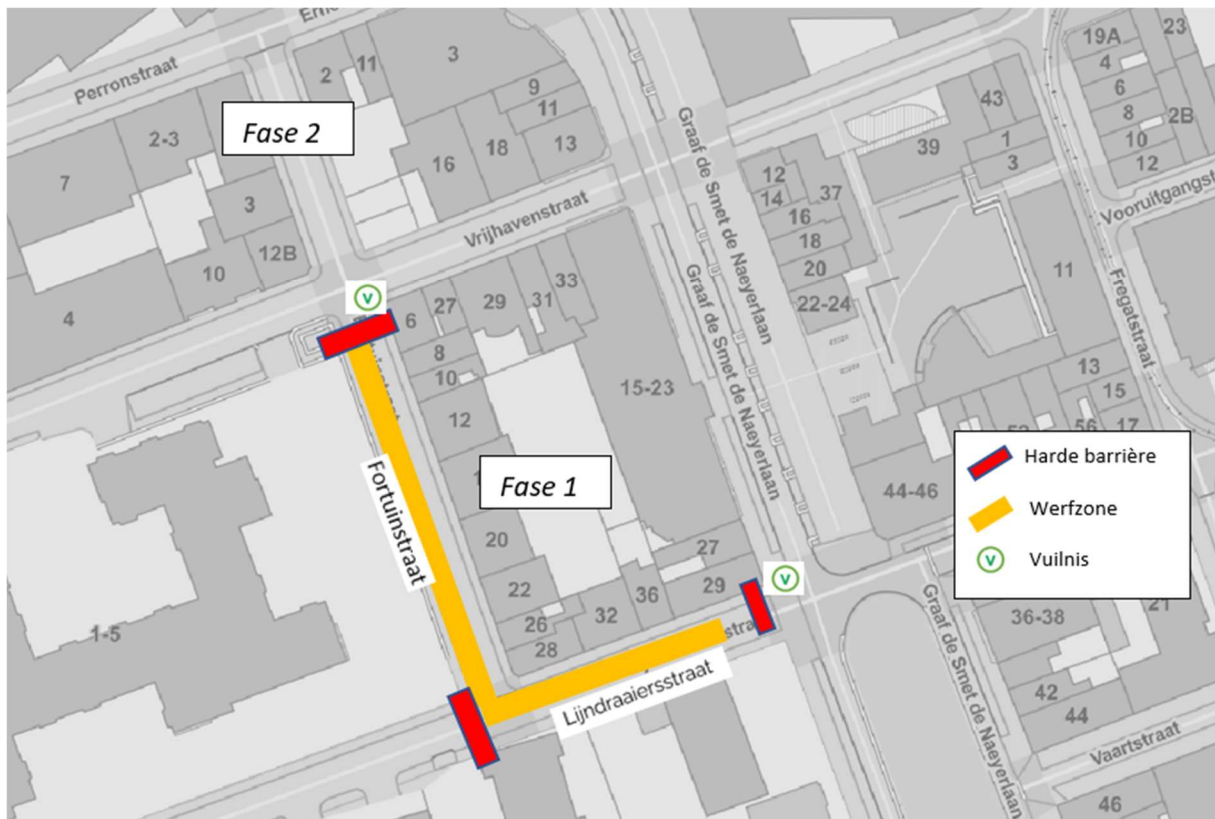 Perronstraat
2
11
3
9
11
13
16
18
Fase 2
2-3
7
3
12B
10
4
Vrijhavenstraat
Graaf de Smet de Naeyerlaan
Graaf de Smet de Naeyerlaan
Graaf de Smet de Naeyerlaan
12
14
16
37
18
20
22-24
39
43
1
3
19A
4
6
8
10
12
23
2B
Vooruitgangst
Fregatstraat
11
13
15
17
56
V
6
27
29
31
33
8
10
12
15-23
Fase 1
Fortuinstraat
20
22
26
28
32
36
27
29
V
44-46
Harde barrière
Werfzone
V
Vuilnis
1-5
Lijndraaiersstraat
36-38
21
42
44
Vaartstraat
46
Graaf de Smet de Naeyerlaan